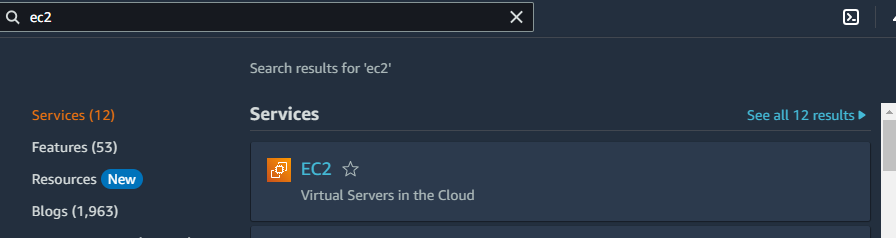 ec2
Search results for 'ec2'
Services (12)
Features (53)
Resources New
Blogs (1,963)
Services
See all 12 results
EC2
Virtual Servers in the Cloud